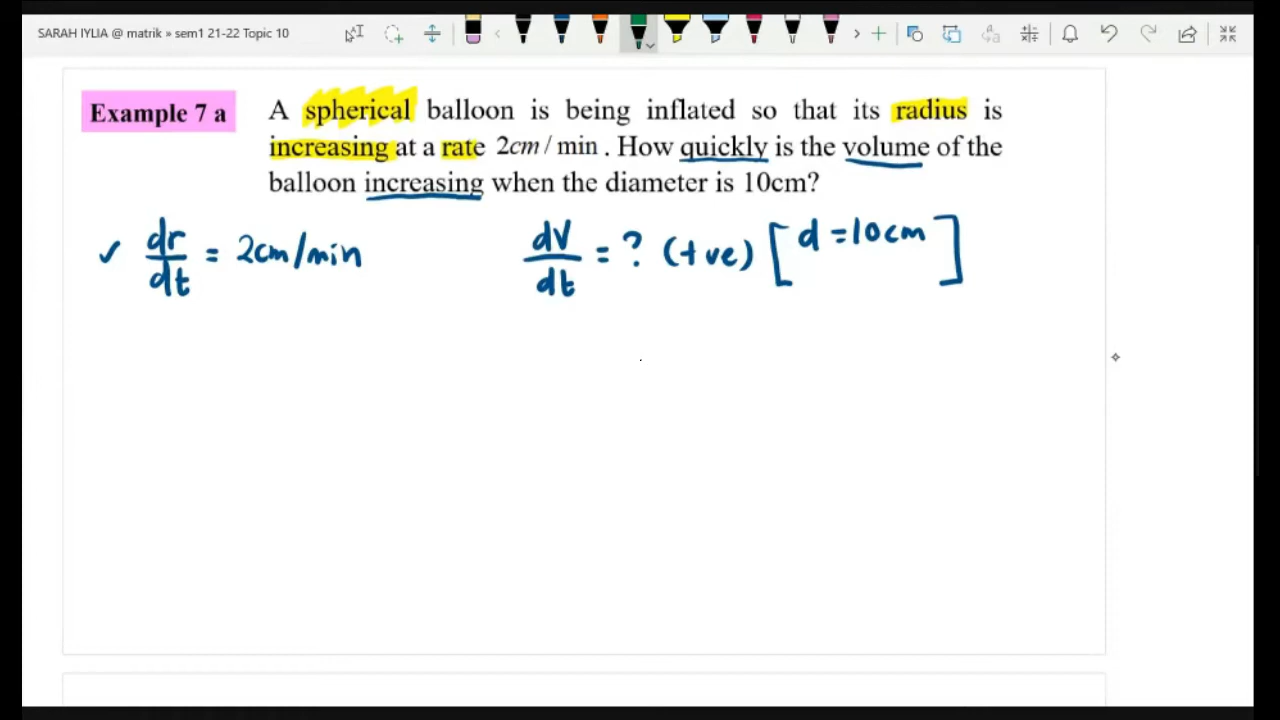 SARAH IYLIA @ matrik » sem1 21-22 Topic 10
Example 7 a
A spherical balloon is being inflated so that its radius is
increasing at a rate 2cm / min . How quickly is the volume of the
balloon increasing when the diameter is 10cm?
✓ dr/dt = 2cm/min
dV/dt = ? (+ve) [d = 10cm]